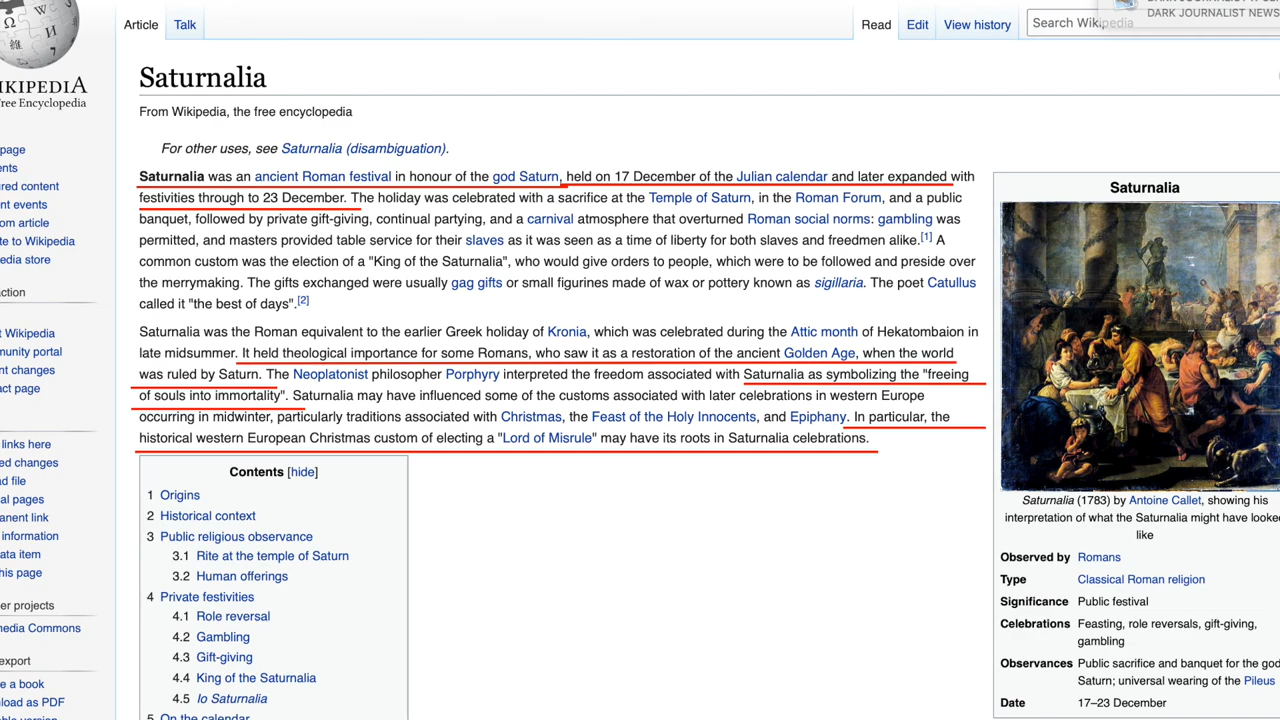 DARK JOURNALIST NEWS
Article Talk Read Edit View history Search Wikipedia
IKIPEDIA
ree Encyclopedia
Saturnalia
From Wikipedia, the free encyclopedia
For other uses, see Saturnalia (disambiguation).
Saturnalia was an ancient Roman festival in honour of the god Saturn, held on 17 December of the Julian calendar and later expanded with
festivities through to 23 December. The holiday was celebrated with a sacrifice at the Temple of Saturn, in the Roman Forum, and a public
banquet, followed by private gift-giving, continual partying, and a carnival atmosphere that overturned Roman social norms: gambling was
permitted, and masters provided table service for their slaves as it was seen as a time of liberty for both slaves and freedmen alike.[1] A
common custom was the election of a "King of the Saturnalia", who would give orders to people, which were to be followed and preside over
the merrymaking. The gifts exchanged were usually gag gifts or small figurines made of wax or pottery known as sigillaria. The poet Catullus
called it "the best of days".[2]
Saturnalia was the Roman equivalent to the earlier Greek holiday of Kronia, which was celebrated during the Attic month of Hekatombaion in
late midsummer. It held theological importance for some Romans, who saw it as a restoration of the ancient Golden Age, when the world
was ruled by Saturn. The Neoplatonist philosopher Porphyry interpreted the freedom associated with Saturnalia as symbolizing the "freeing
of souls into immortality". Saturnalia may have influenced some of the customs associated with later celebrations in western Europe
occurring in midwinter, particularly traditions associated with Christmas, the Feast of the Holy Innocents, and Epiphany. In particular, the
historical western European Christmas custom of electing a "Lord of Misrule" may have its roots in Saturnalia celebrations.
Contents [hide]
1 Origins
2 Historical context
3 Public religious observance
3.1 Rite at the temple of Saturn
3.2 Human offerings
4 Private festivities
4.1 Role reversal
4.2 Gambling
4.3 Gift-giving
4.4 King of the Saturnalia
4.5 Io Saturnalia
5 On the calendar
Saturnalia
Saturnalia (1783) by Antoine Callet, showing his
interpretation of what the Saturnalia might have looked
like
Observed by Romans
Type Classical Roman religion
Significance Public festival
Celebrations Feasting, role reversals, gift-giving,
gambling
Observances Public sacrifice and banquet for the god
Saturn; universal wearing of the Pileus
Date 17–23 December
page
ents
ured content
nt events
om article
te to Wikipedia
edia store
action
t Wikipedia
munity portal
nt changes
act page
links here
ed changes
ad file
al pages
anent link
information
ata item
his page
er projects
media Commons
export
e a book
load as PDF